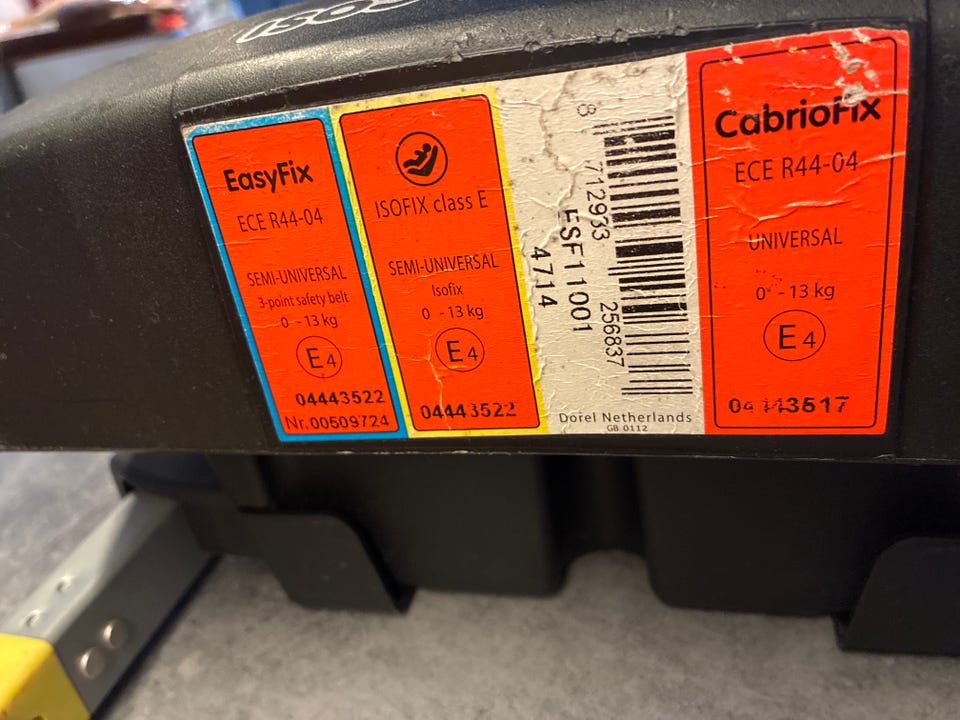 EasyFix
ECE R44-04
SEMI-UNIVERSAL
3-point safety belt
0 - 13 kg
E4
04443522
Nr.00509724
ISOFIX class E
SEMI-UNIVERSAL
Isofix
0 - 13 kg
E4
04443522
8 712933 256837
ESF11001
4714
Dorel Netherlands
GB 0112
CabrioFix
ECE R44-04
UNIVERSAL
0 - 13 kg
E4
04443517